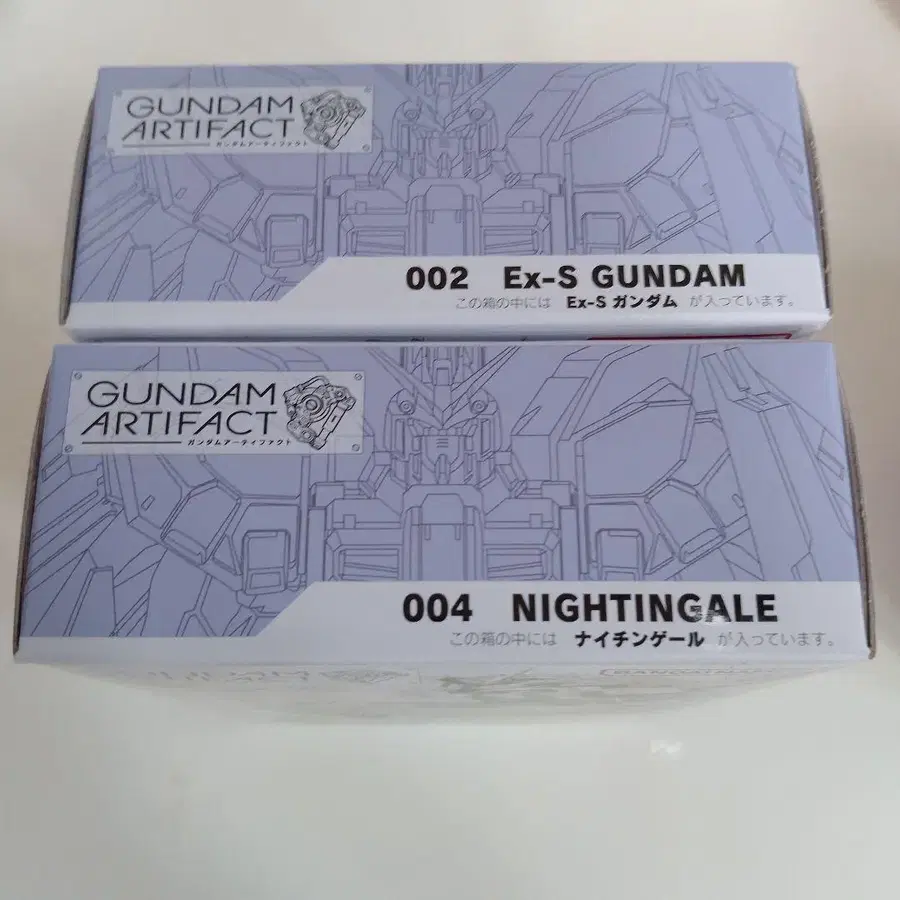 GUNDAM
ARTIFACT
ガンダムアーティファクト
002 Ex-S GUNDAM
この箱の中には Ex-S ガンダム が入っています。
GUNDAM
ARTIFACT
ガンダムアーティファクト
004 NIGHTINGALE
この箱の中には ナイチンゲール が入っています。